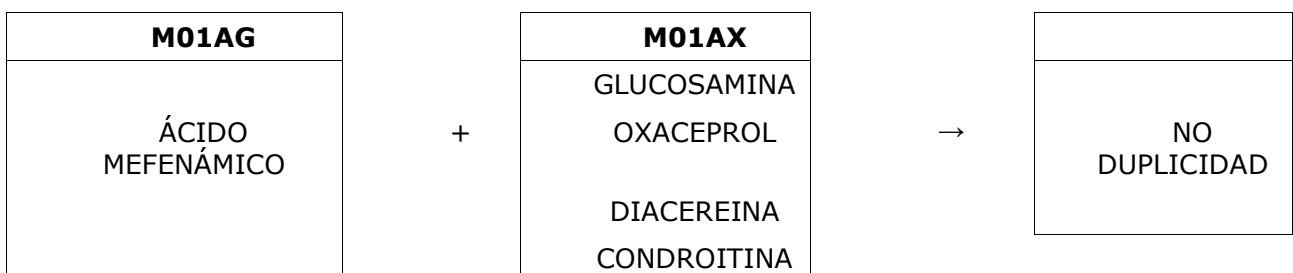 M01AG
M01AX
GLUCOSAMINA
ÁCIDO
MEFENÁMICO
+
OXACEPROL
→
NO
DUPLICIDAD
DIACEREINA
CONDROITINA